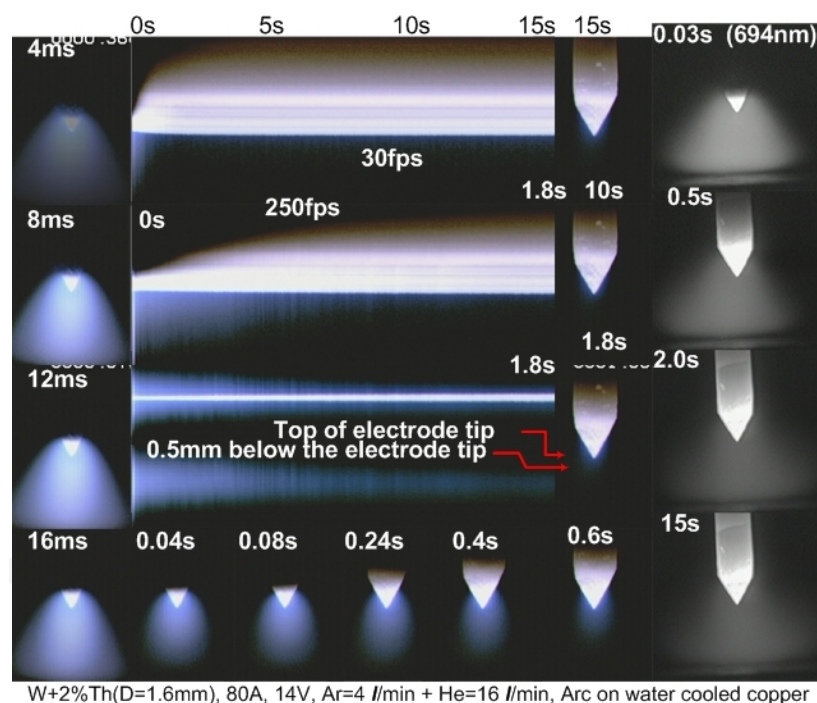 0s 5s 10s 15s 15s
4ms
0.03s (694nm)
30fps
1.8s 10s
0.5s
8ms
0s
250fps
1.8s
12ms
1.8s
2.0s
Top of electrode tip
0.5mm below the electrode tip
16ms
0.04s
0.08s
0.24s
0.4s
0.6s
15s
W+2%Th(D=1.6mm), 80A, 14V, Ar=4 l/min + He=16 l/min, Arc on water cooled copper